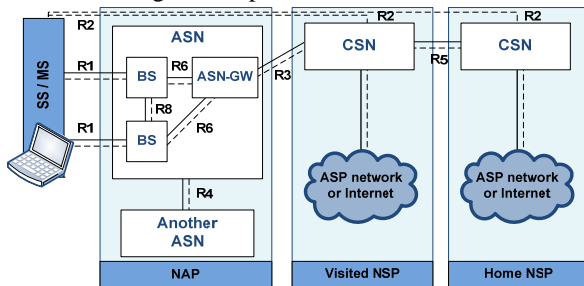 R2
R2
R2
ASN
CSN
CSN
SS / MS
R1
BS
R6
ASN-GW
R3
R5
R8
R1
BS
R6
ASP network
or Internet
ASP network
or Internet
R4
Another
ASN
NAP
Visited NSP
Home NSP